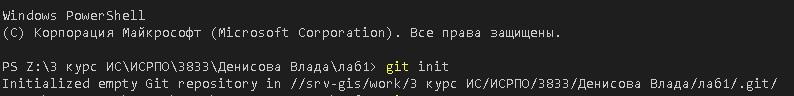 Windows PowerShell
(C) Корпорация Майкрософт (Microsoft Corporation). Все права защищены.
PS Z:\3 курс ИС\ИСРПО\3833\Денисова Влада\лаб1> git init
Initialized empty Git repository in //srv-gis/work/3 курс ИС/ИСРПО/3833/Денисова Влада/лаб1/.git/